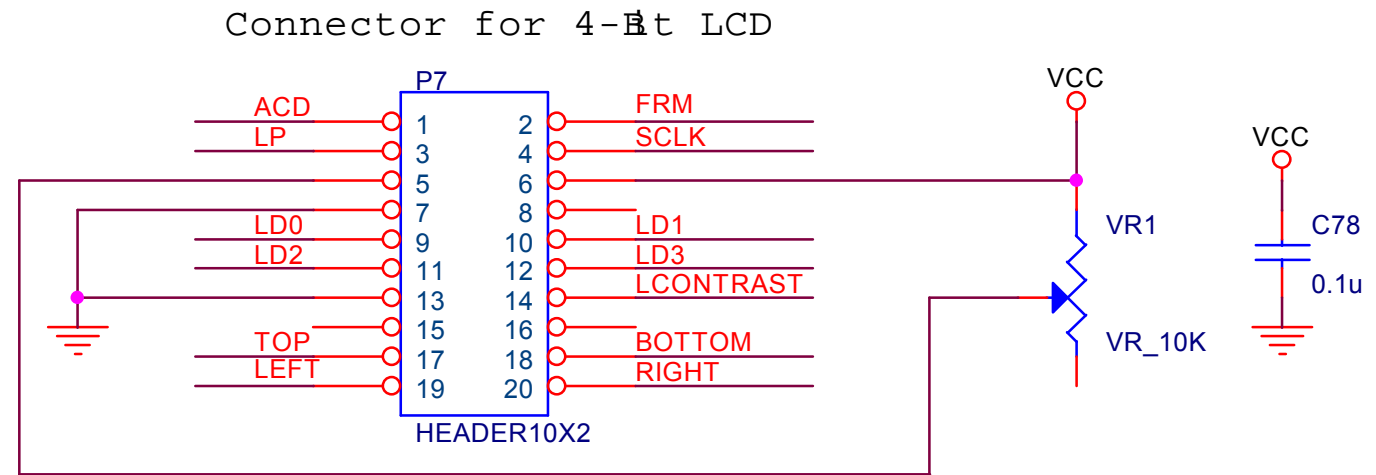 Connector for 4-Bit LCD
P7
VCC
ACD
FRM
1
2
LP
SCLK
3
4
VCC
5
6
7
8
LD0
LD1
9
10
VR1
C78
LD2
LD3
11
12
LCONTRAST
13
14
0.1u
15
16
TOP
BOTTOM
17
18
VR_10K
LEFT
RIGHT
19
20
HEADER10X2